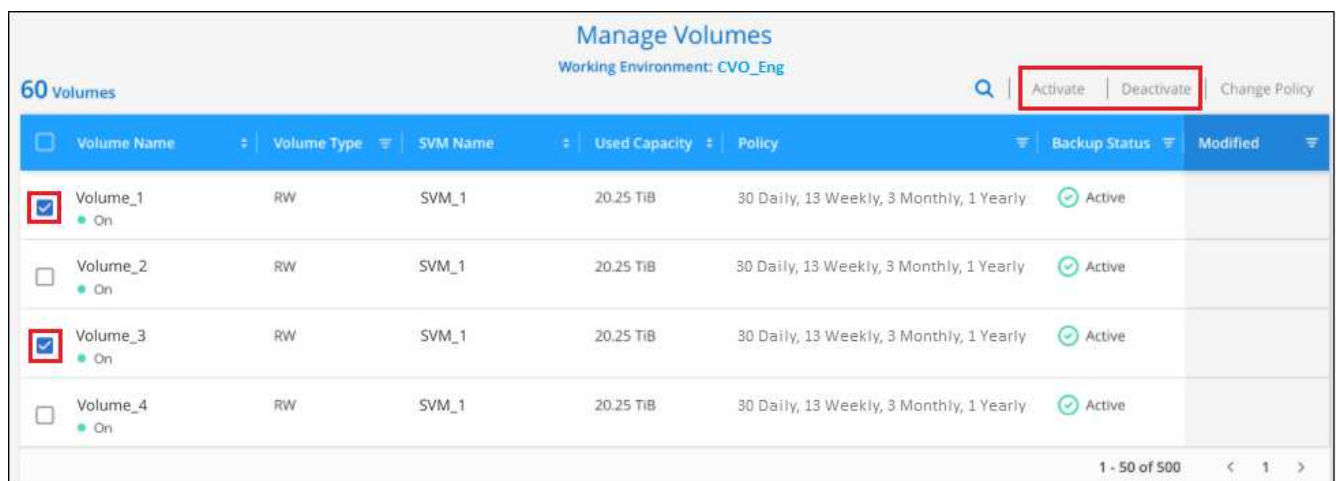 Manage Volumes
Working Environment: CVO_Eng
60 Volumes
Activate | Deactivate | Change Policy
Volume Name Volume Type SVM Name Used Capacity Policy Backup Status Modified
Volume_1 RW SVM_1 20.25 TiB 30 Daily, 13 Weekly, 3 Monthly, 1 Yearly Active
On
Volume_2 RW SVM_1 20.25 TiB 30 Daily, 13 Weekly, 3 Monthly, 1 Yearly Active
On
Volume_3 RW SVM_1 20.25 TiB 30 Daily, 13 Weekly, 3 Monthly, 1 Yearly Active
On
Volume_4 RW SVM_1 20.25 TiB 30 Daily, 13 Weekly, 3 Monthly, 1 Yearly Active
On
1 - 50 of 500 < 1 >